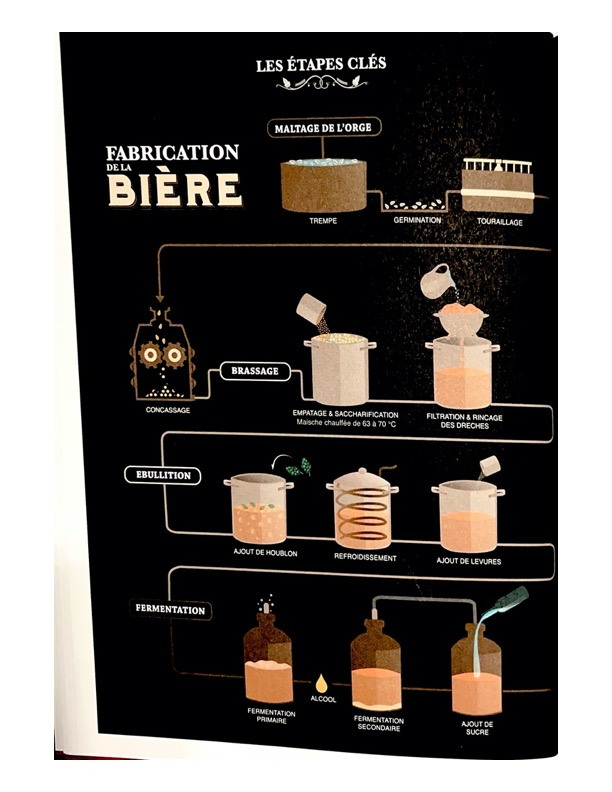 LES ÉTAPES CLÉS
FABRICATION
DE LA
BIÈRE
MALTAGE DE L'ORGE
TREMPE
GERMINATION
TOURAILLAGE
CONCASSAGE
BRASSAGE
EMPATAGE & SACCHARIFICATION
Maische chauffée de 63 à 70 °C
FILTRATION & RINCAGE
DES DRECHES
EBULLITION
AJOUT DE HOUBLON
REFROIDISSEMENT
AJOUT DE LEVURES
FERMENTATION
FERMENTATION
PRIMAIRE
ALCOOL
FERMENTATION
SECONDAIRE
AJOUT DE
SUCRE